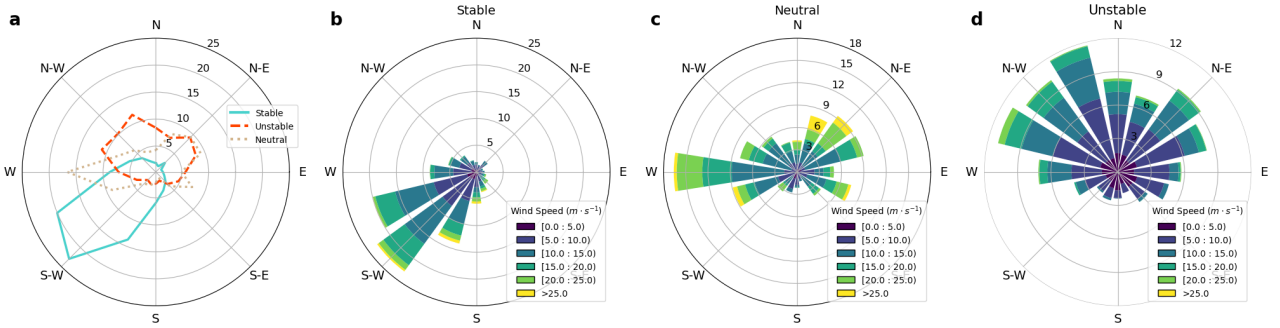 a
N
N-W
N-E
W
E
S-W
S-E
S
5
10
15
20
25
Stable
Unstable
Neutral
b
Stable
N
N-W
N-E
W
E
S-W
S
5
10
15
20
25
Wind Speed (m · s⁻¹)
[0.0 : 5.0)
[5.0 : 10.0)
[10.0 : 15.0)
[15.0 : 20.0)
[20.0 : 25.0)
>25.0
c
Neutral
N
N-W
N-E
W
E
S-W
S
3
6
9
12
15
18
Wind Speed (m · s⁻¹)
[0.0 : 5.0)
[5.0 : 10.0)
[10.0 : 15.0)
[15.0 : 20.0)
[20.0 : 25.0)
>25.0
d
Unstable
N
N-W
N-E
W
E
S-W
S
3
6
9
12
Wind Speed (m · s⁻¹)
[0.0 : 5.0)
[5.0 : 10.0)
[10.0 : 15.0)
[15.0 : 20.0)
[20.0 : 25.0)
>25.0